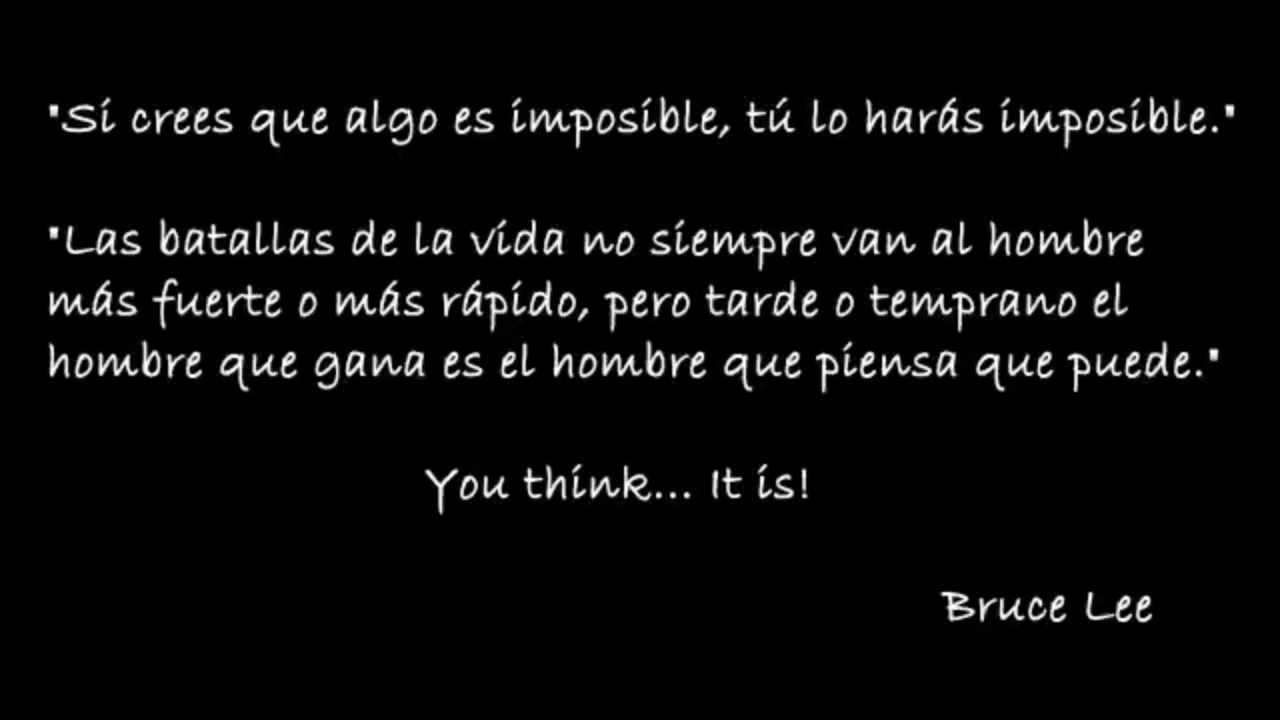 "Si crees que algo es imposible, tú lo harás imposible."
"Las batallas de la vida no siempre van al hombre
más fuerte o más rápido, pero tarde o temprano el
hombre que gana es el hombre que piensa que puede."
You think... It is!
Bruce Lee